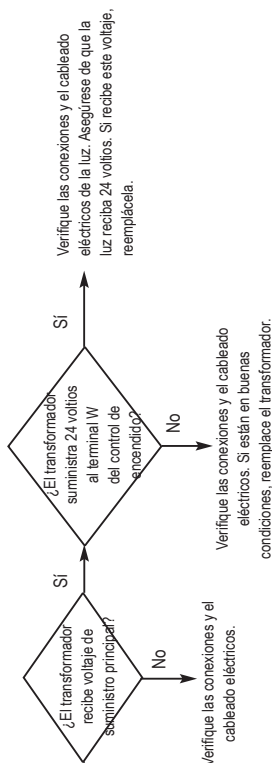 ¿El transformador
recibe voltaje de
suministro principal?
Sí
No
Verifique las conexiones y el
cableado eléctricos.
¿El transformador
suministra 24 voltios
al terminal W
del control de
encendido?
Sí
No
Verifique las conexiones y el cableado
eléctricos. Si están en buenas
condiciones, reemplace el transformador.
Verifique las conexiones y el cableado
eléctricos de la luz. Asegúrese de que la
luz reciba 24 voltios. Si recibe este voltaje,
reemplácela.